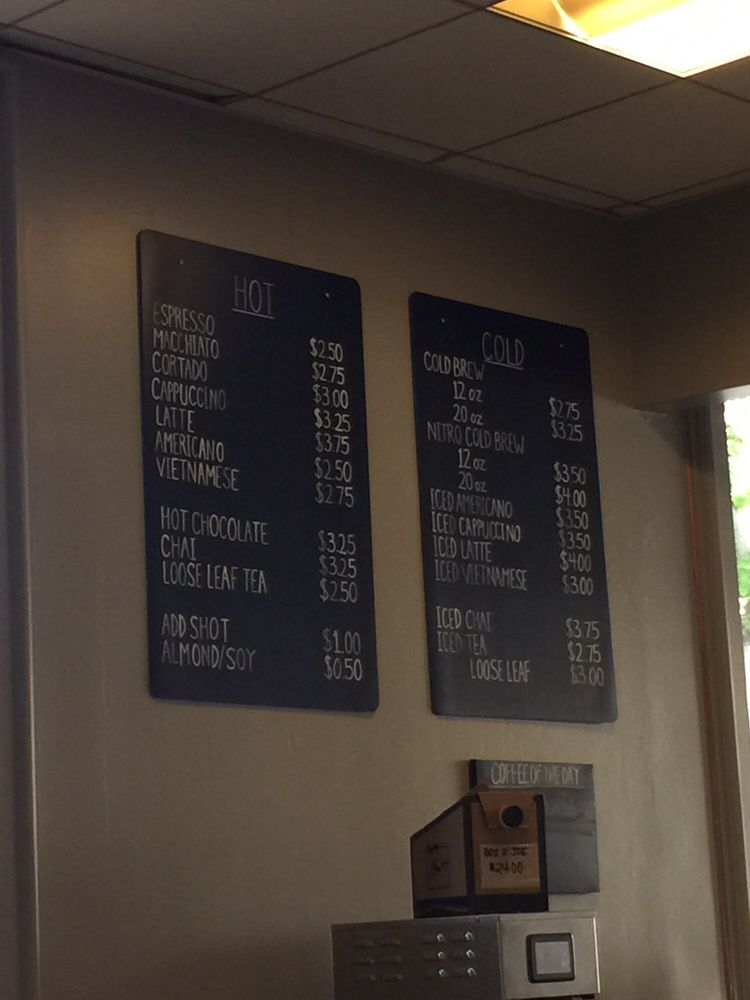 HOT
ESPRESSO $2.50
MACCHIATO $2.75
CORTADO $3.00
CAPPUCCINO $3.25
LATTE $3.75
AMERICANO $2.50
VIETNAMESE $2.75
HOT CHOCOLATE $3.25
CHAI $3.25
LOOSE LEAF TEA $2.50
ADD SHOT $1.00
ALMOND/SOY $0.50
COLD
COLD BREW
12 oz $2.75
20 oz $3.25
NITRO COLD BREW
12 oz $3.50
20 oz $4.00
ICED AMERICANO $3.50
ICED CAPPUCCINO $3.50
ICED LATTE $4.00
ICED VIETNAMESE $3.00
ICED CHAI $3.75
ICED TEA $2.75
LOOSE LEAF $3.00
COFFEE OF THE DAY
BOX O' JOE
$24.00